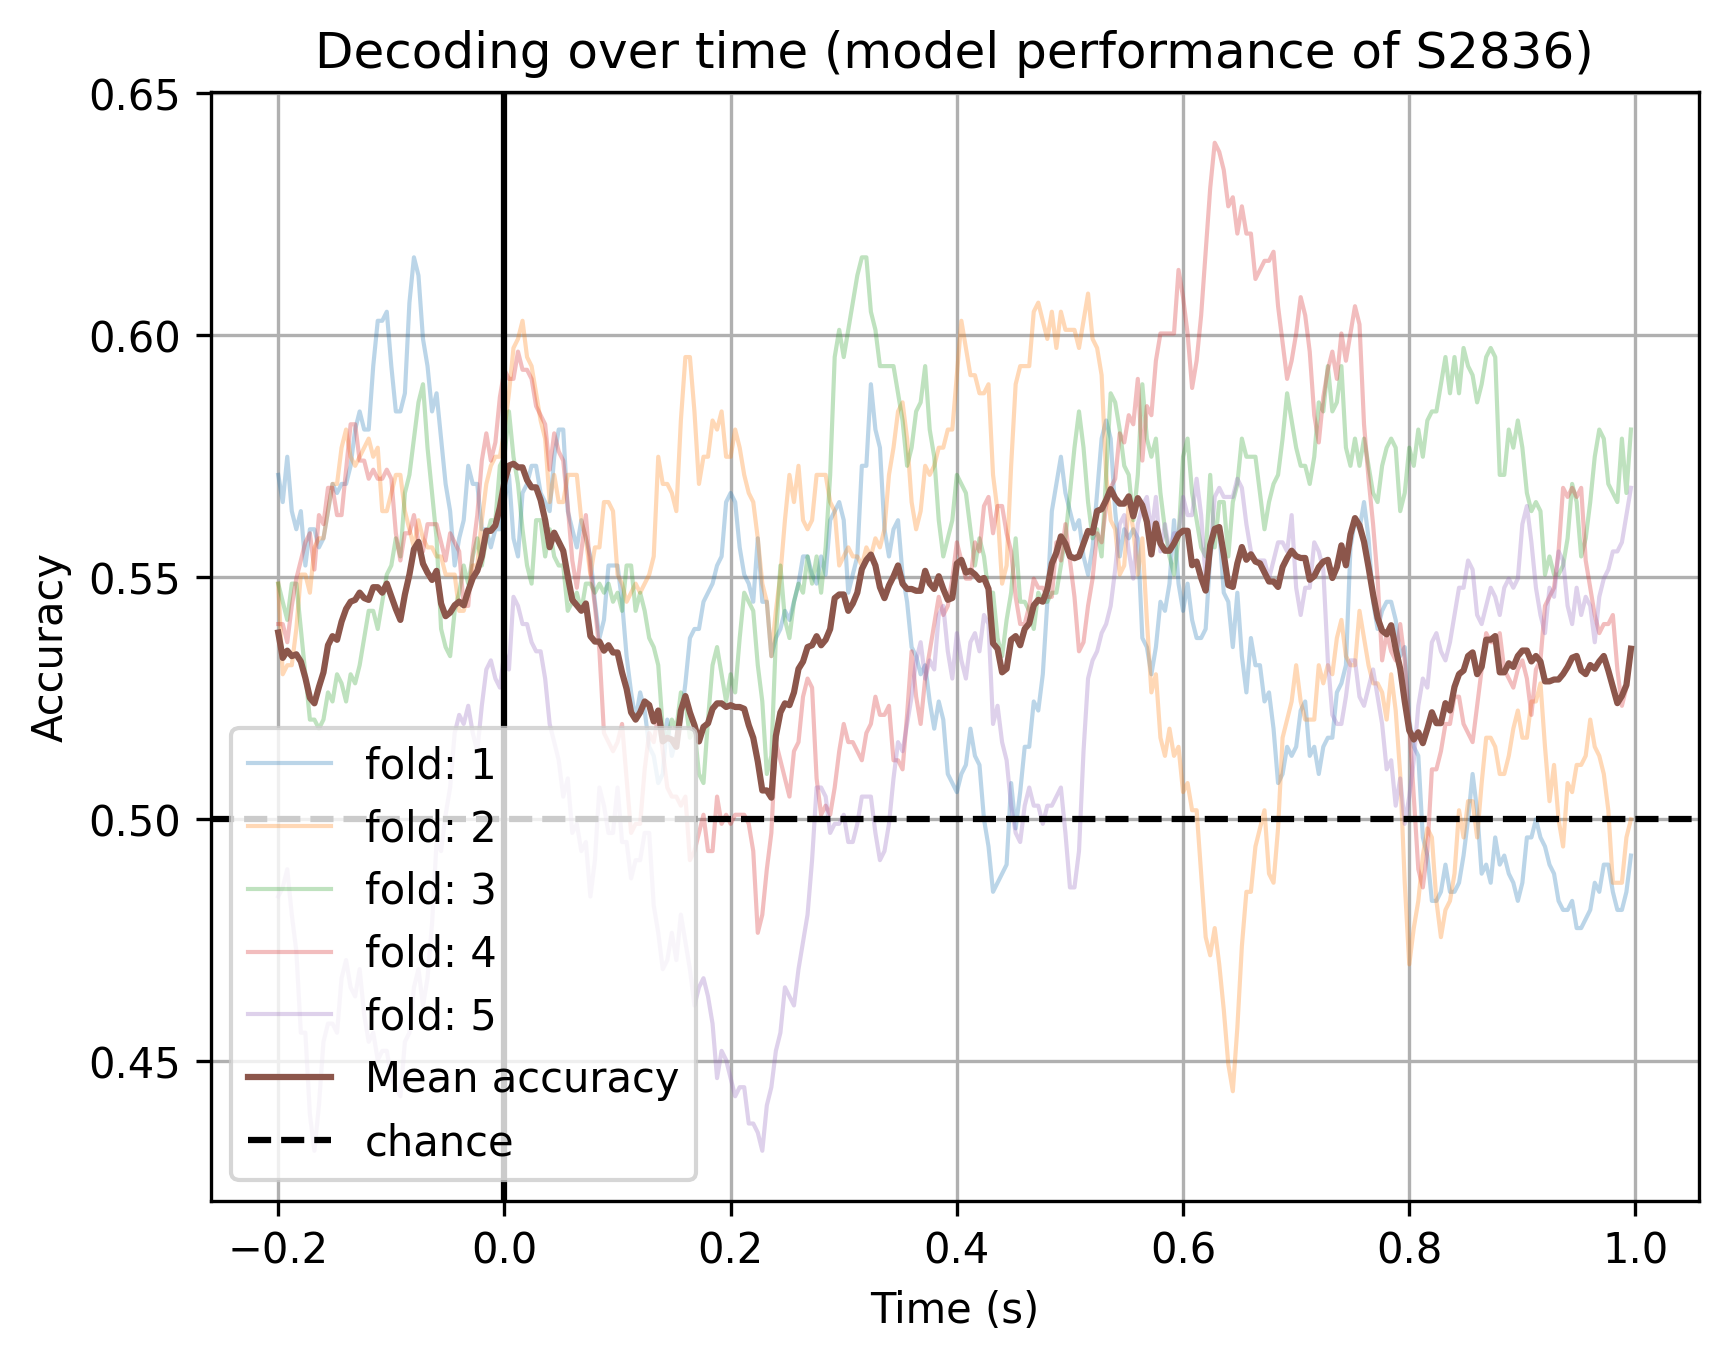 Decoding over time (model performance of S2836)
0.65
0.60
0.55
0.50
0.45
Accuracy
fold: 1
fold: 2
fold: 3
fold: 4
fold: 5
Mean accuracy
chance
−0.2 0.0 0.2 0.4 0.6 0.8 1.0
Time (s)